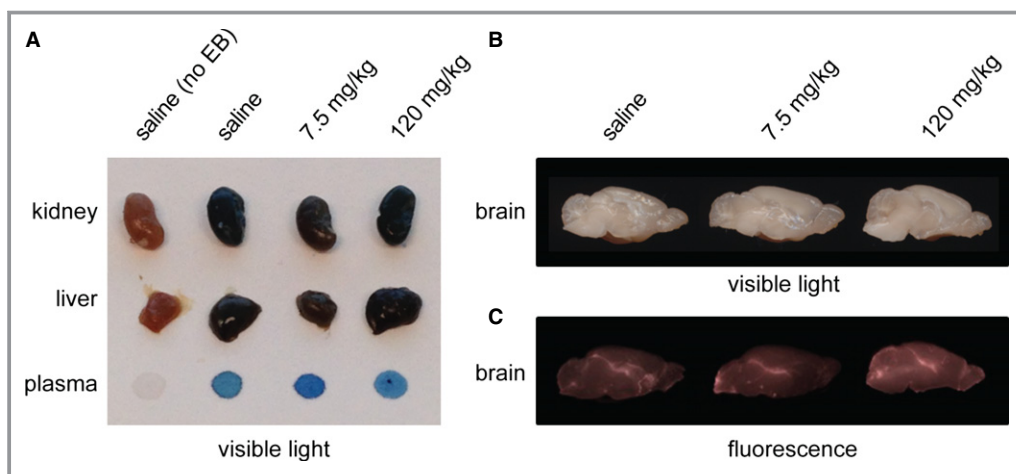 A
saline (no EB)
saline
7.5 mg/kg
120 mg/kg
kidney
liver
plasma
visible light
B
saline
7.5 mg/kg
120 mg/kg
brain
visible light
C
brain
fluorescence